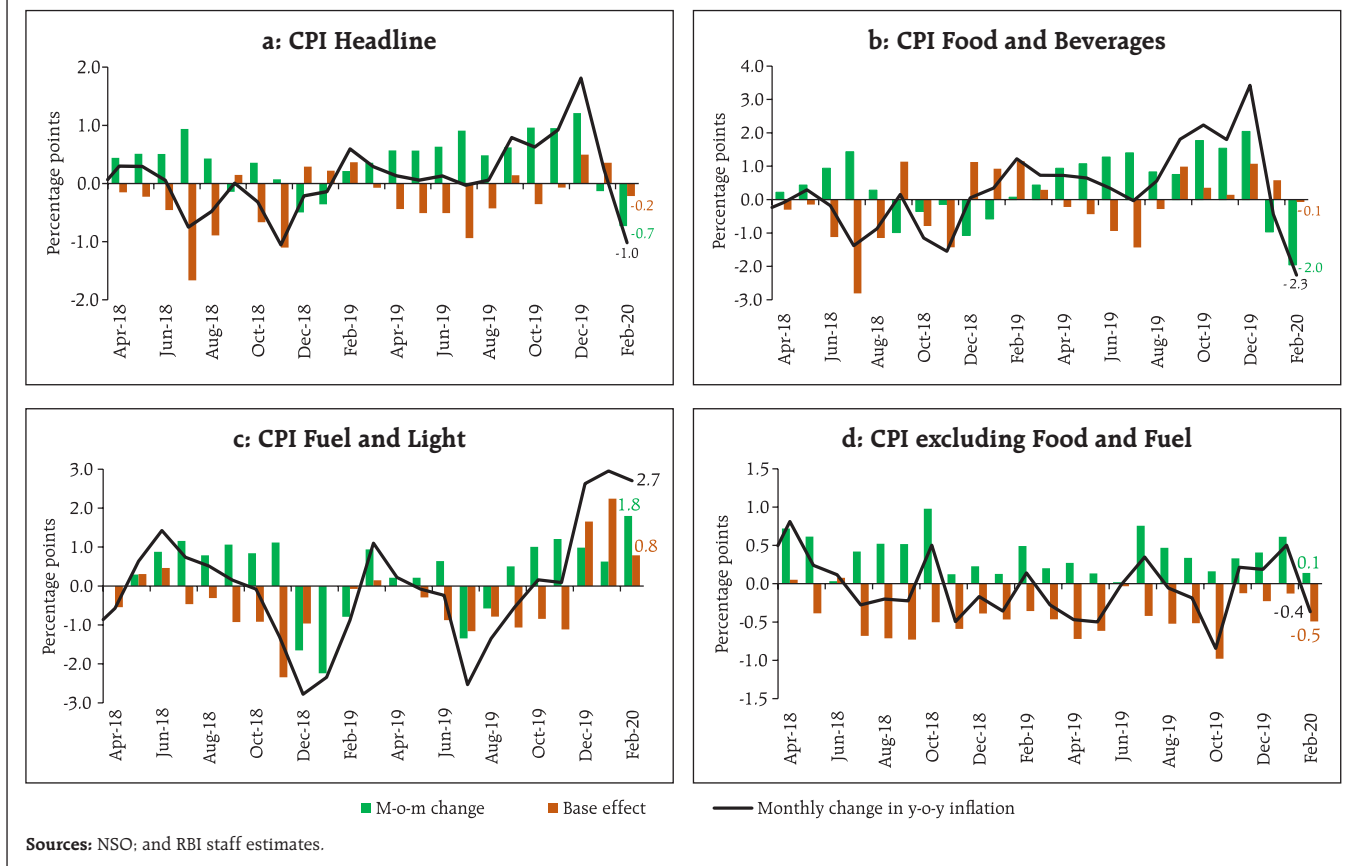 a: CPI Headline
Percentage points
2.0
1.0
0.0
-1.0
-2.0
-0.2
-0.7
-1.0
Apr-18
Jun-18
Aug-18
Oct-18
Dec-18
Feb-19
Apr-19
Jun-19
Aug-19
Oct-19
Dec-19
Feb-20
b: CPI Food and Beverages
Percentage points
4.0
3.0
2.0
1.0
0.0
-1.0
-2.0
-3.0
-0.1
-2.0
-2.3
Apr-18
Jun-18
Aug-18
Oct-18
Dec-18
Feb-19
Apr-19
Jun-19
Aug-19
Oct-19
Dec-19
Feb-20
c: CPI Fuel and Light
Percentage points
3.0
2.0
1.0
0.0
-1.0
-2.0
-3.0
2.7
1.8
0.8
Apr-18
Jun-18
Aug-18
Oct-18
Dec-18
Feb-19
Apr-19
Jun-19
Aug-19
Oct-19
Dec-19
Feb-20
d: CPI excluding Food and Fuel
Percentage points
1.5
1.0
0.5
0.0
-0.5
-1.0
-1.5
0.1
-0.4
-0.5
Apr-18
Jun-18
Aug-18
Oct-18
Dec-18
Feb-19
Apr-19
Jun-19
Aug-19
Oct-19
Dec-19
Feb-20
M-o-m change
Base effect
Monthly change in y-o-y inflation
Sources: NSO; and RBI staff estimates.